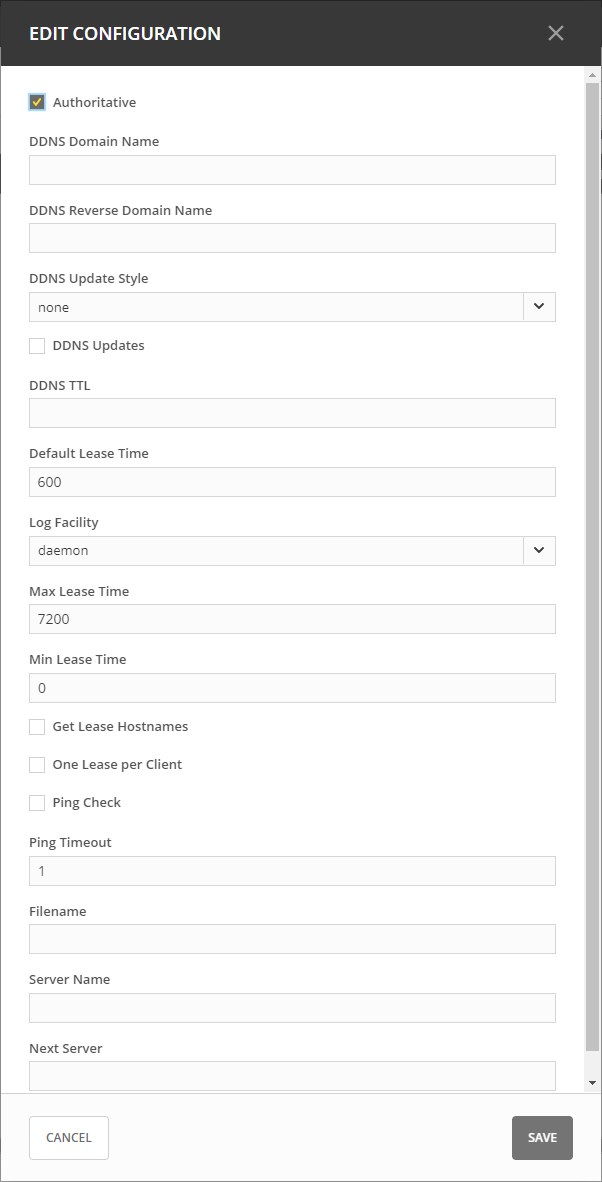 EDIT CONFIGURATION
Authoritative
DDNS Domain Name
DDNS Reverse Domain Name
DDNS Update Style
none
DDNS Updates
DDNS TTL
Default Lease Time
600
Log Facility
daemon
Max Lease Time
7200
Min Lease Time
0
Get Lease Hostnames
One Lease per Client
Ping Check
Ping Timeout
1
Filename
Server Name
Next Server
CANCEL SAVE